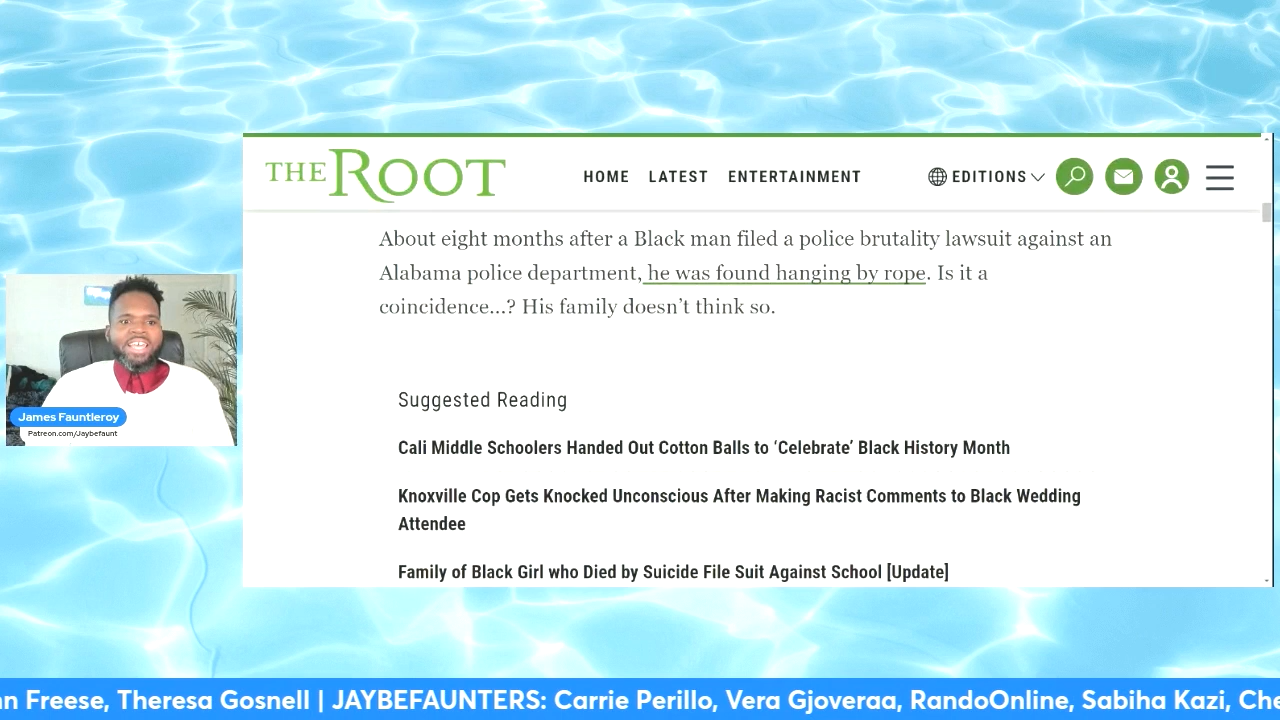 THE ROOT
HOME LATEST ENTERTAINMENT
EDITIONS
About eight months after a Black man filed a police brutality lawsuit against an
Alabama police department, he was found hanging by rope. Is it a
coincidence...? His family doesn't think so.
Suggested Reading
Cali Middle Schoolers Handed Out Cotton Balls to 'Celebrate' Black History Month
Knoxville Cop Gets Knocked Unconscious After Making Racist Comments to Black Wedding
Attendee
Family of Black Girl who Died by Suicide File Suit Against School [Update]
James Fauntleroy
Patreon.com/Jaybefaunt
Freese, Theresa Gosnell | JAYBEFAUNTERS: Carrie Perillo, Vera Gjoveraa, RandoOnline, Sabiha Kazi,